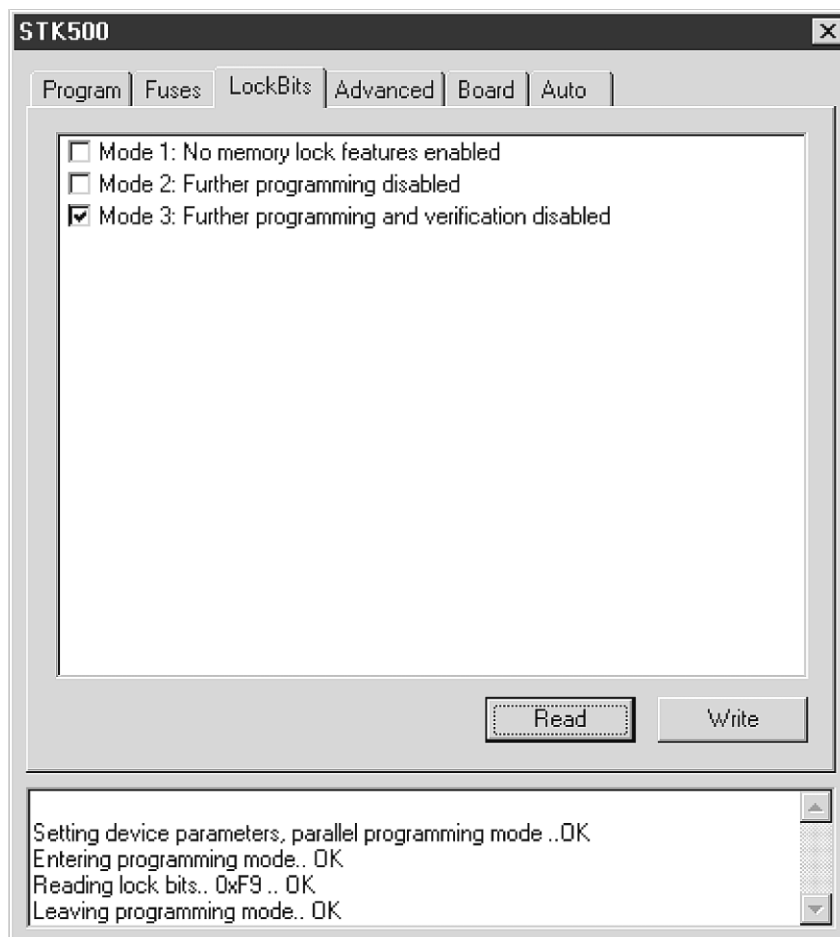 STK500
Program Fuses LockBits Advanced Board Auto
Mode 1: No memory lock features enabled
Mode 2: Further programming disabled
Mode 3: Further programming and verification disabled
Read Write
Setting device parameters, parallel programming mode ..OK
Entering programming mode.. OK
Reading lock bits.. 0xF9 .. OK
Leaving programming mode.. OK